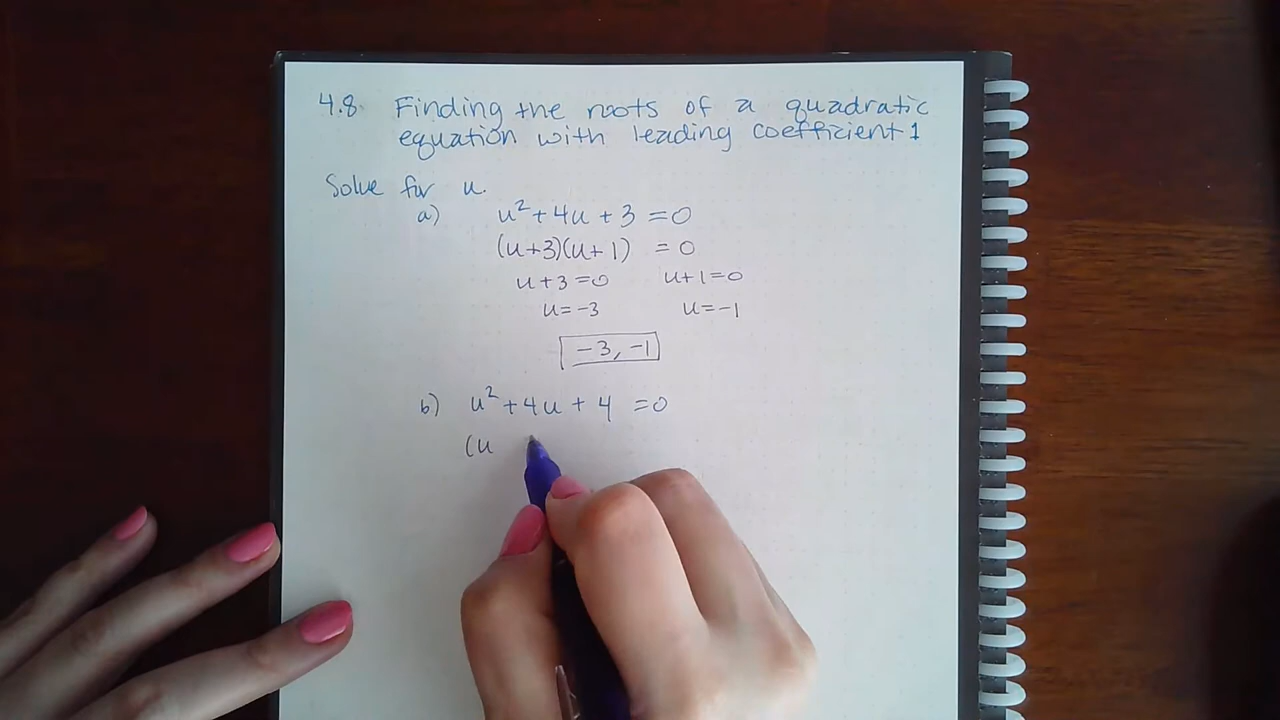 4.8 Finding the roots of a quadratic
equation with leading coefficient 1
Solve for u.
a) u² + 4u + 3 = 0
(u+3)(u+1) = 0
u+3=0 u+1=0
u=-3 u=-1
-3, -1
b) u² + 4u + 4 = 0
(u